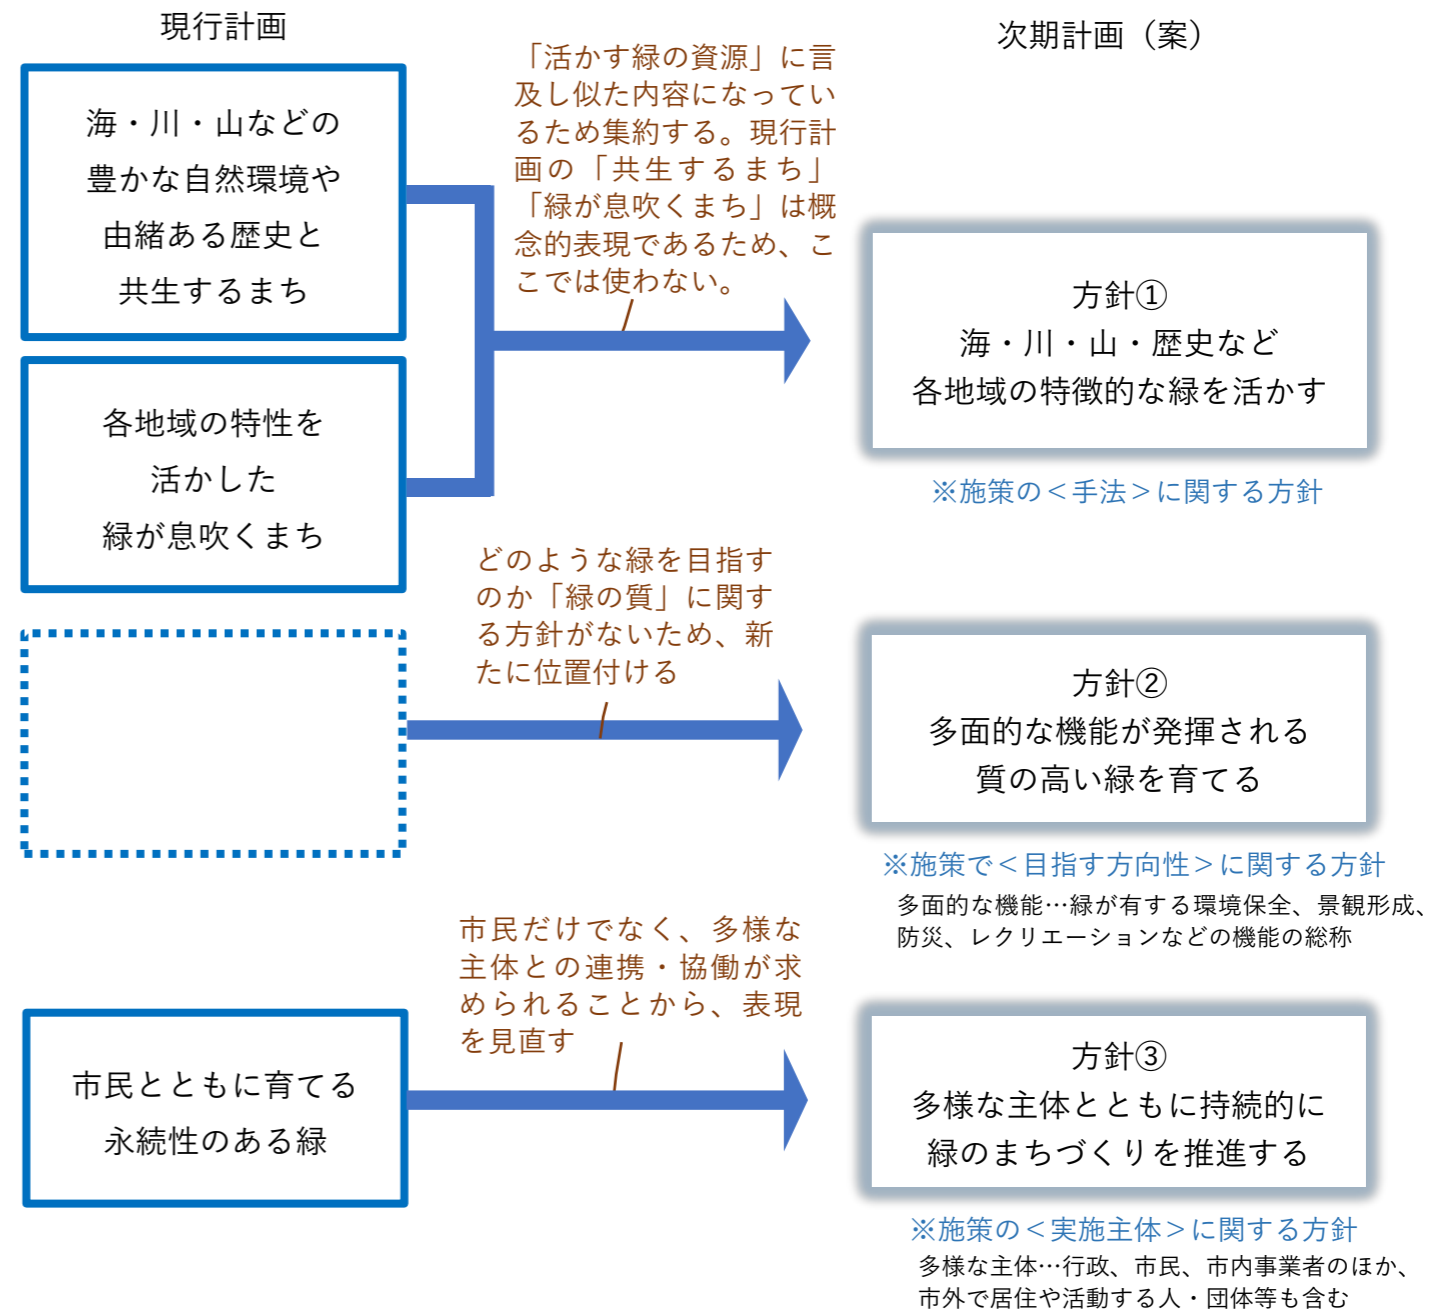 現行計画
次期計画（案）
海・川・山などの
豊かな自然環境や
由緒ある歴史と
共生するまち
「活かす緑の資源」に言
及し似た内容になってい
るため集約する。現行計
画の「共生するまち」
「緑が息吹くまち」は概
念的表現であるため、こ
こでは使わない。
方針①
海・川・山・歴史など
各地域の特徴的な緑を活かす
※施策の＜手法＞に関する方針
各地域の特性を
活かした
緑が息吹くまち
どのような緑を目指す
のか「緑の質」に関す
る方針がないため、新
たに位置付ける
方針②
多面的な機能が発揮される
質の高い緑を育てる
※施策で＜目指す方向性＞に関する方針
多面的な機能…緑が有する環境保全、景観形成、
防災、レクリエーションなどの機能の総称
市民だけでなく、多様な
主体との連携・協働が求
められることから、表現
を見直す
市民とともに育てる
永続性のある緑
方針③
多様な主体とともに持続的に
緑のまちづくりを推進する
※施策の＜実施主体＞に関する方針
多様な主体…行政、市民、市内事業者のほか、
市外で居住や活動する人・団体等も含む